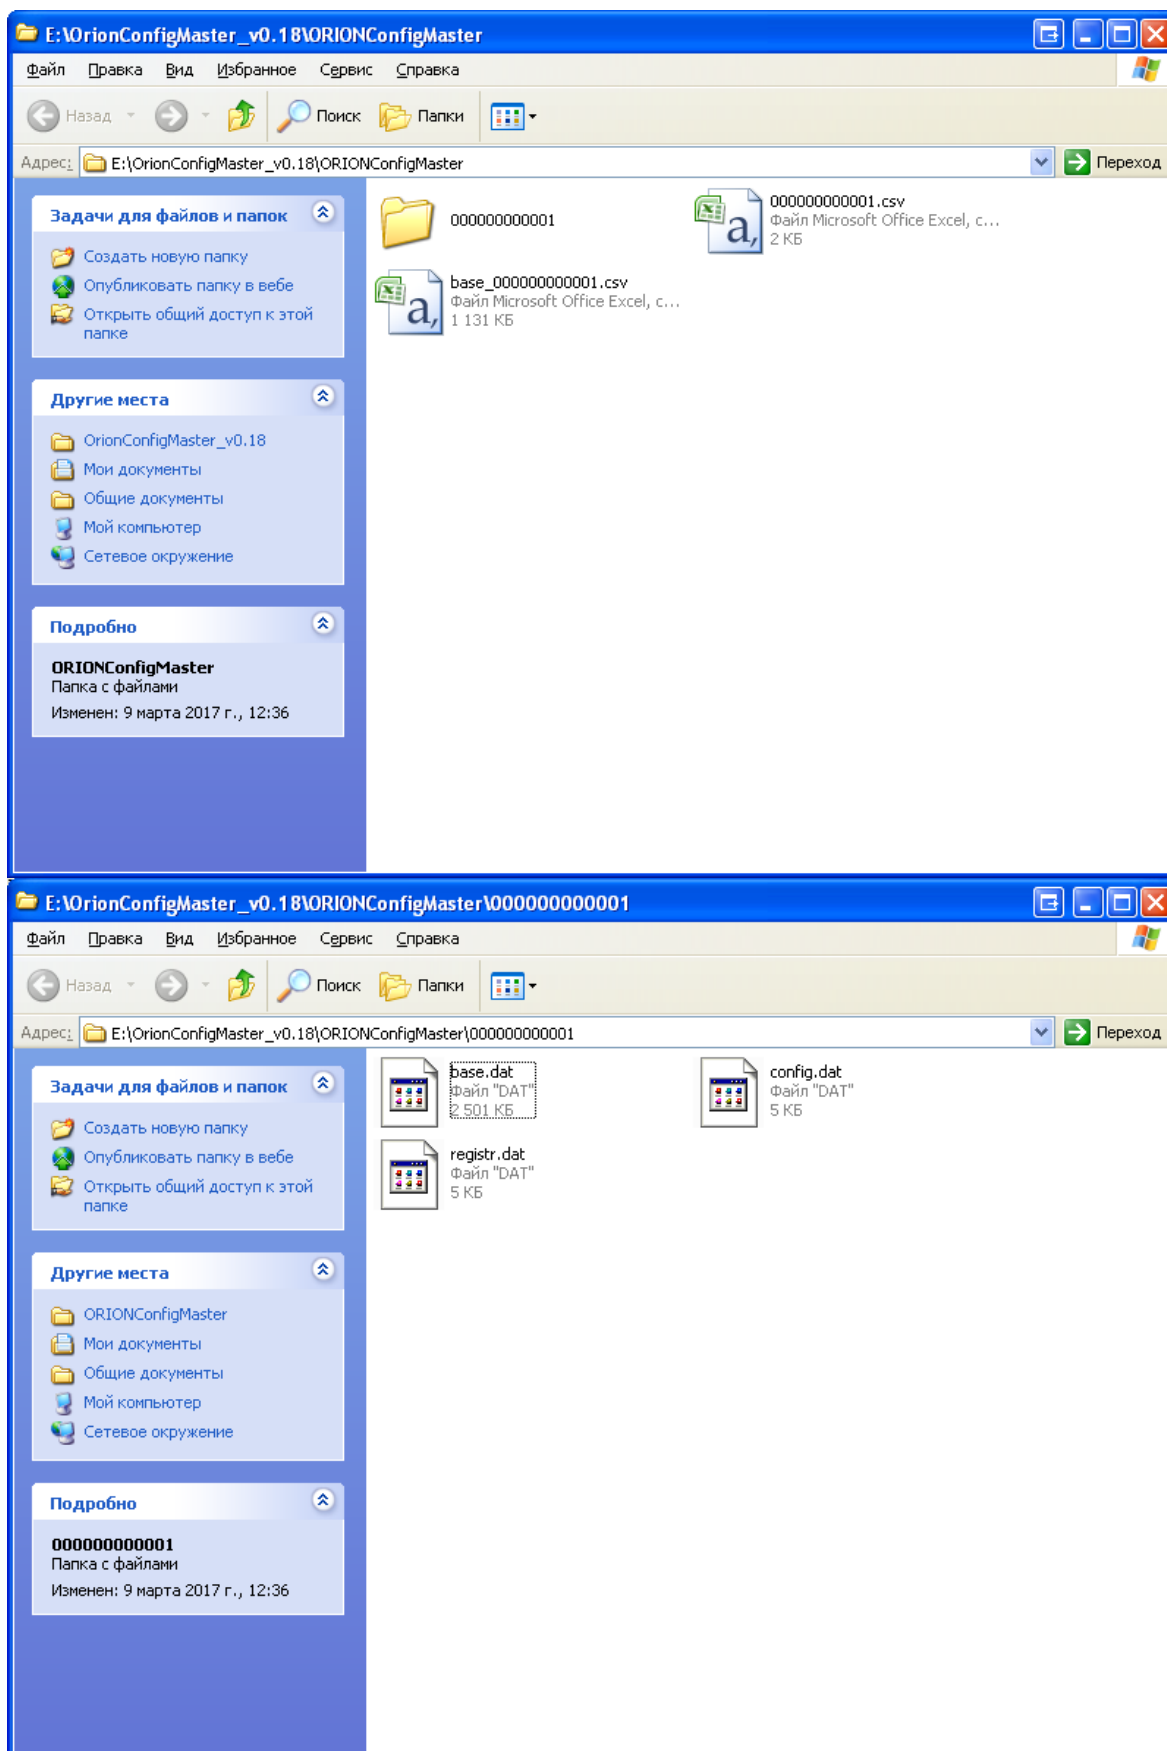 E:\OrionConfigMaster_v0.18\ORIONConfigMaster
Файл Правка Вид Избранное Сервис Справка
Назад Поиск Папки
Адрес: E:\OrionConfigMaster_v0.18\ORIONConfigMaster Переход
Задачи для файлов и папок
Создать новую папку
Опубликовать папку в вебе
Открыть общий доступ к этой
папке
Другие места
OrionConfigMaster_v0.18
Мои документы
Общие документы
Мой компьютер
Сетевое окружение
Подробно
ORIONConfigMaster
Папка с файлами
Изменен: 9 марта 2017 г., 12:36
000000000001
000000000001.csv
Файл Microsoft Office Excel, с...
2 КБ
base_000000000001.csv
Файл Microsoft Office Excel, с...
1 131 КБ
E:\OrionConfigMaster_v0.18\ORIONConfigMaster\000000000001
Файл Правка Вид Избранное Сервис Справка
Назад Поиск Папки
Адрес: E:\OrionConfigMaster_v0.18\ORIONConfigMaster\000000000001 Переход
Задачи для файлов и папок
Создать новую папку
Опубликовать папку в вебе
Открыть общий доступ к этой
папке
Другие места
ORIONConfigMaster
Мои документы
Общие документы
Мой компьютер
Сетевое окружение
Подробно
000000000001
Папка с файлами
Изменен: 9 марта 2017 г., 12:36
base.dat
Файл "DAT"
2 501 КБ
config.dat
Файл "DAT"
5 КБ
registr.dat
Файл "DAT"
5 КБ